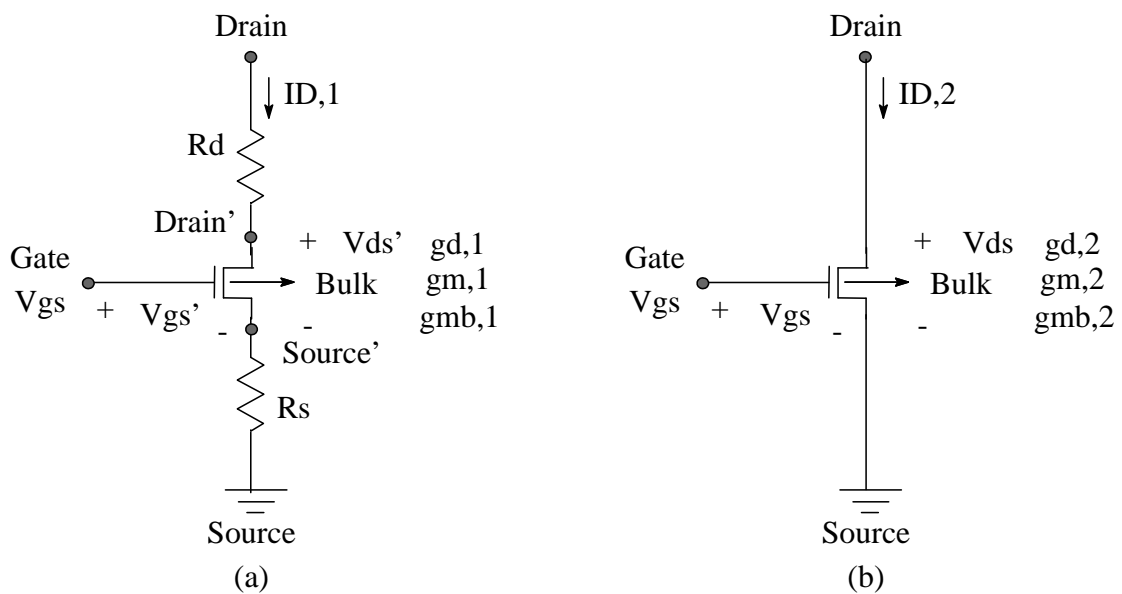 Drain
ID,1
Rd
Drain’
+ Vds’ gd,1
Gate
Bulk gm,1
Vgs
+ Vgs’ - - gmb,1
Source’
Rs
Source
(a)
Drain
ID,2
+ Vds gd,2
Gate
Bulk gm,2
Vgs
+ Vgs - - gmb,2
Source
(b)